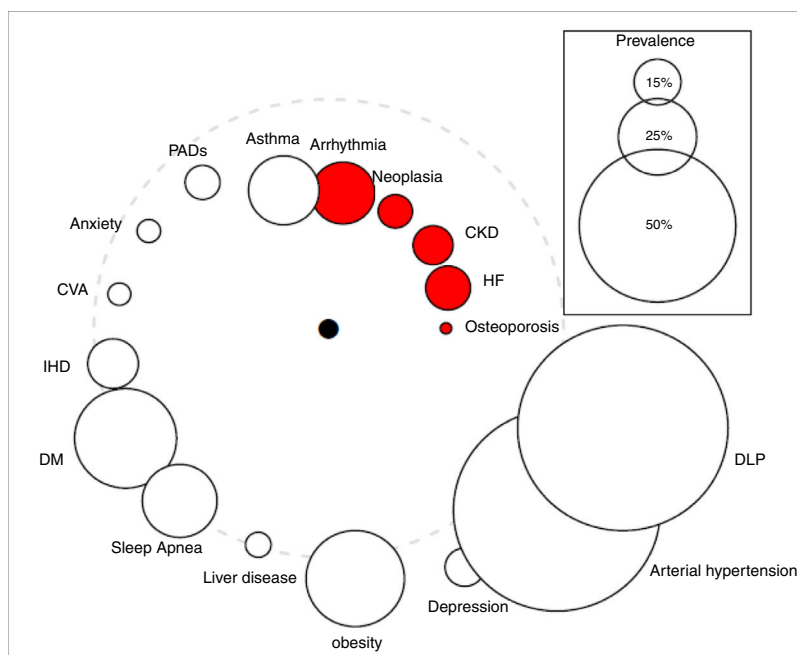 Prevalence
15%
25%
50%
Asthma
Arrhythmia
PADs
Neoplasia
Anxiety
CKD
HF
CVA
Osteoporosis
IHD
DM
DLP
Sleep Apnea
Liver disease
Arterial hypertension
Depression
obesity